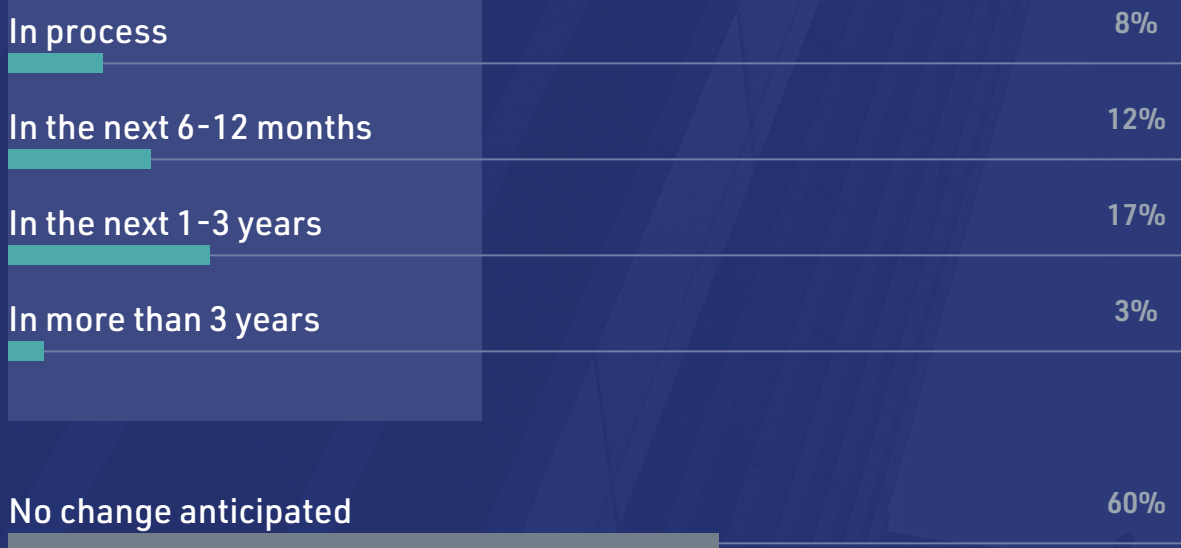 In process 8%
In the next 6-12 months 12%
In the next 1-3 years 17%
In more than 3 years 3%
No change anticipated 60%